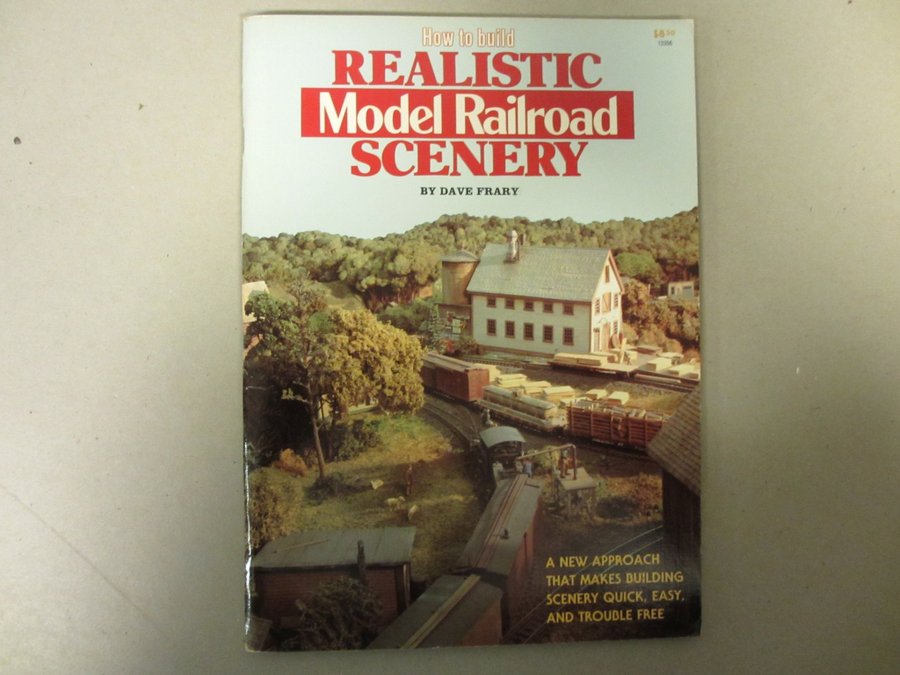 $8.50
12056
How to build
REALISTIC
Model Railroad
SCENERY
BY DAVE FRARY
A NEW APPROACH
THAT MAKES BUILDING
SCENERY QUICK, EASY,
AND TROUBLE FREE